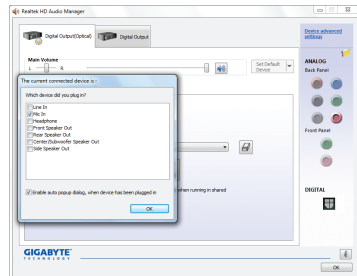 Realtek HD Audio Manager
Digital Output(Optical)
Digital Output
Device advanced
settings
Main Volume
L
R
Set Default
Device
ANALOG
Back Panel
The current connected device is :
Which device did you plug in?
Line In
Mic In
Headphone
Front Speaker Out
Rear Speaker Out
Center/Subwoofer Speaker Out
Side Speaker Out
Front Panel
when running in shared
Enable auto popup dialog, when device has been plugged in
OK
DIGITAL
GIGABYTE
TECHNOLOGY
OK